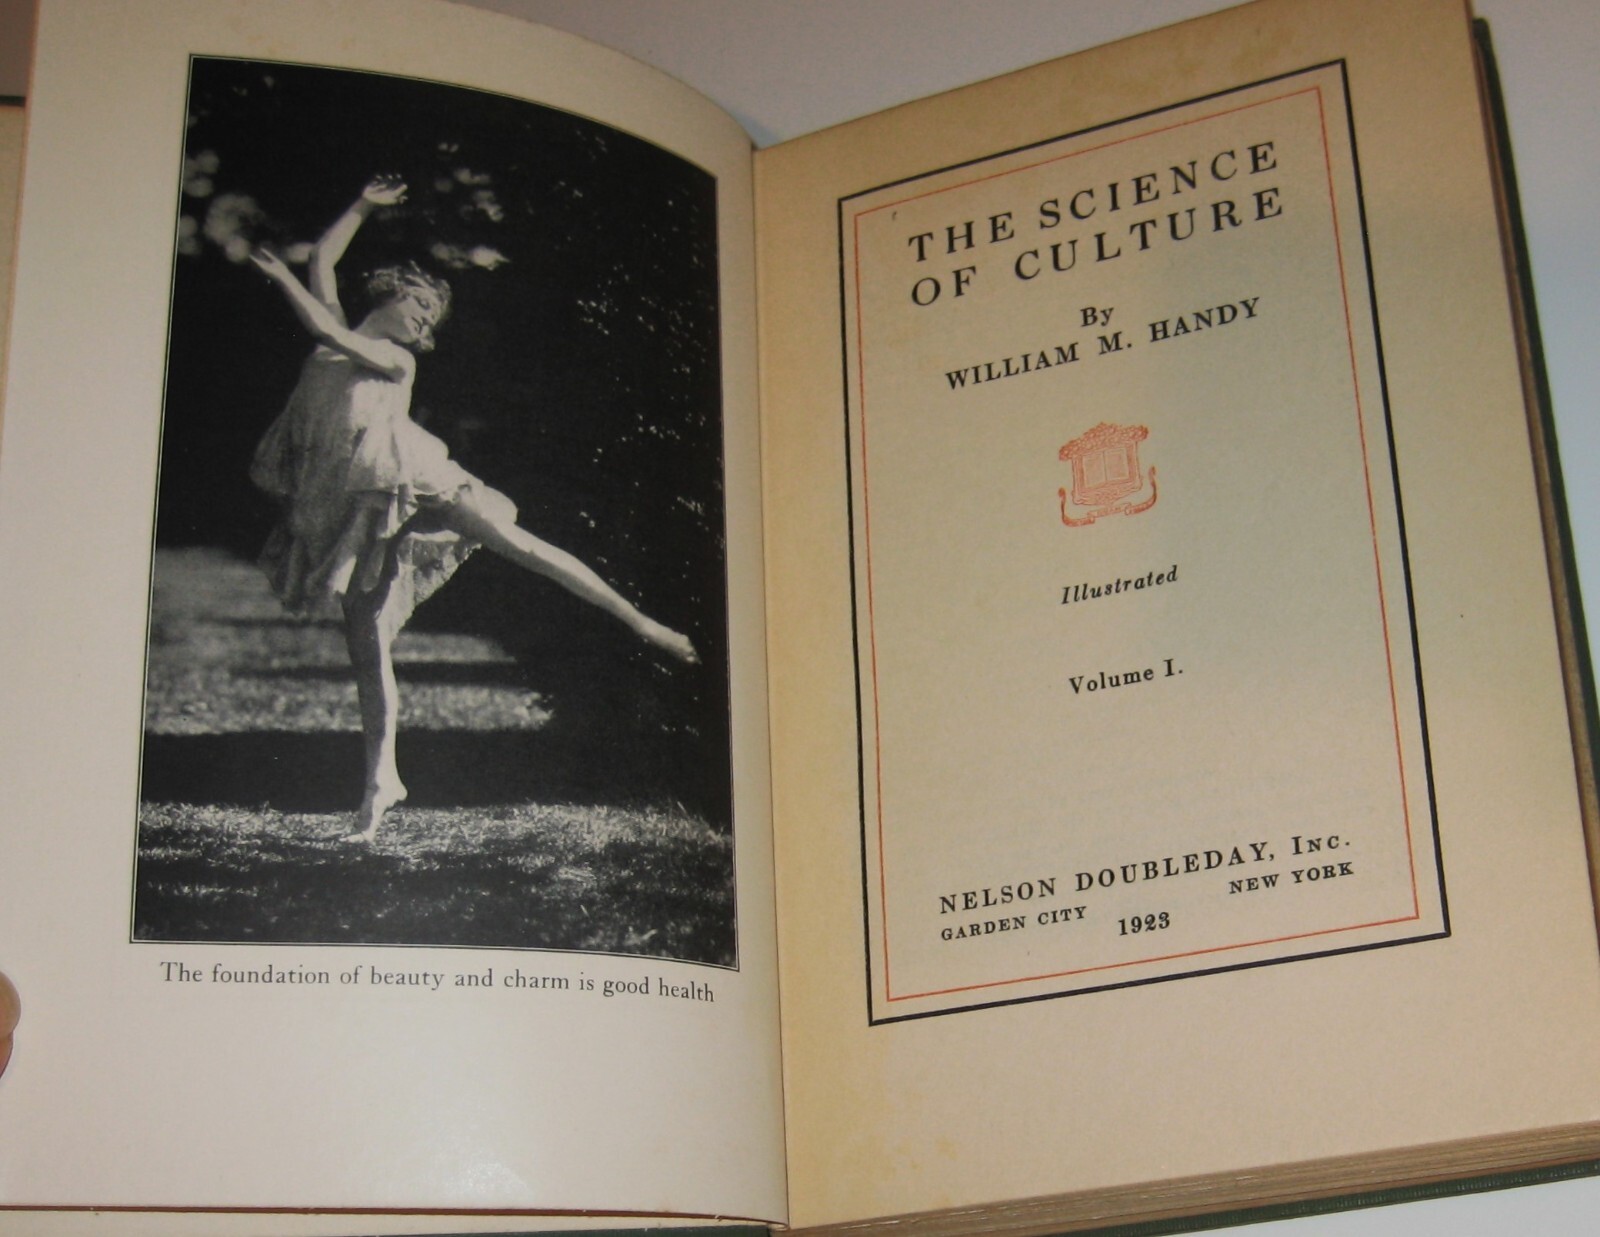 The foundation of beauty and charm is good health
THE SCIENCE
OF CULTURE
By
WILLIAM M. HANDY
Illustrated
Volume I.
NELSON DOUBLEDAY, INC.
GARDEN CITY NEW YORK
1923